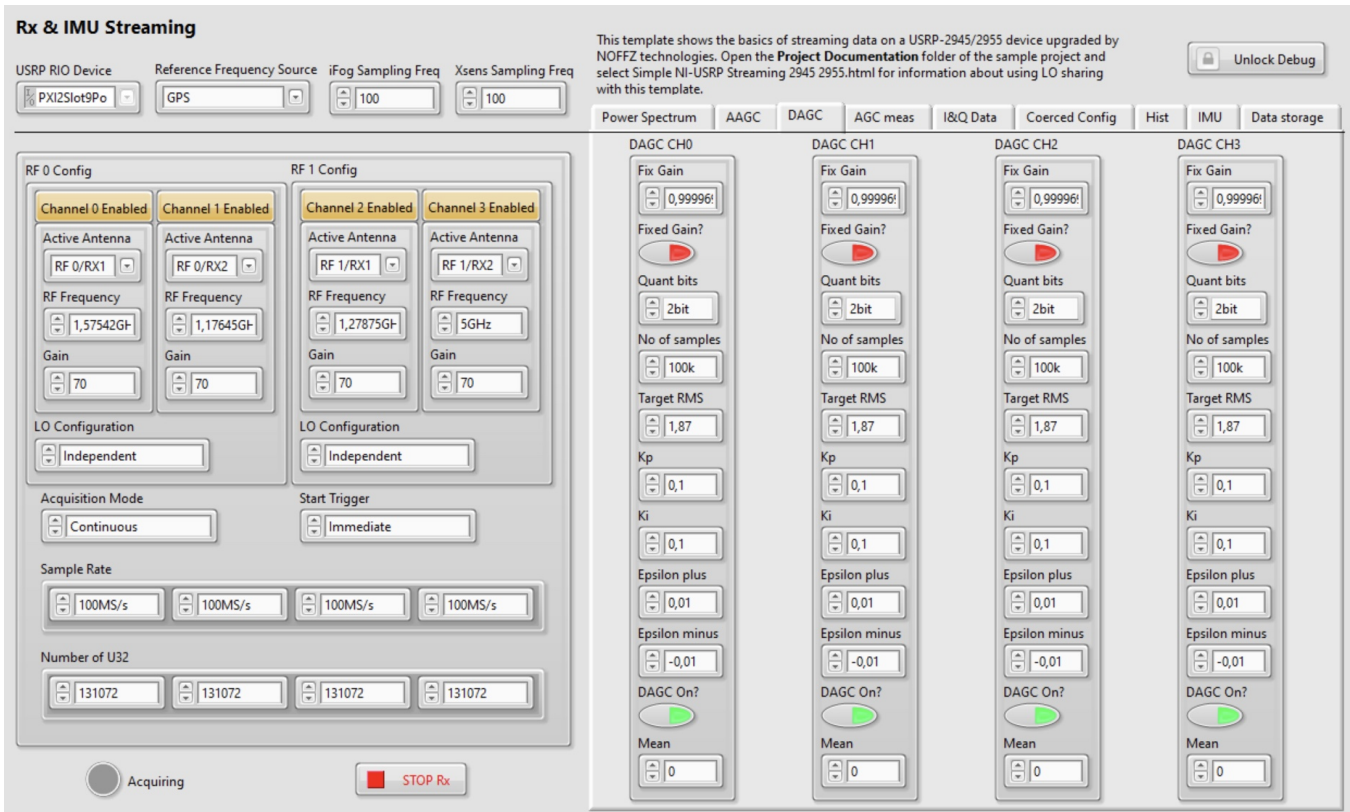 Rx & IMU Streaming
This template shows the basics of streaming data on a USRP-2945/2955 device upgraded by
NOFFZ technologies. Open the Project Documentation folder of the sample project and
select Simple NI-USRP Streaming 2945 2955.html for information about using LO sharing
with this template.
Unlock Debug
USRP RIO Device Reference Frequency Source iFog Sampling Freq Xsens Sampling Freq
PXI2Slot9Po GPS 100 100
Power Spectrum AAGC DAGC AGC meas I&Q Data Coerced Config Hist IMU Data storage
RF 0 Config RF 1 Config
Channel 0 Enabled Channel 1 Enabled Channel 2 Enabled Channel 3 Enabled
Active Antenna Active Antenna Active Antenna Active Antenna
RF 0/RX1 RF 0/RX2 RF 1/RX1 RF 1/RX2
RF Frequency RF Frequency RF Frequency RF Frequency
1,57542GH 1,17645GH 1,27875GH 5GHz
Gain Gain Gain Gain
70 70 70 70
LO Configuration LO Configuration
Independent Independent
Acquisition Mode Start Trigger
Continuous Immediate
Sample Rate
100MS/s 100MS/s 100MS/s 100MS/s
Number of U32
131072 131072 131072 131072
Acquiring STOP Rx
DAGC CH0 DAGC CH1 DAGC CH2 DAGC CH3
Fix Gain Fix Gain Fix Gain Fix Gain
0,99996 0,99996 0,99996 0,99996
Fixed Gain? Fixed Gain? Fixed Gain? Fixed Gain?
Quant bits Quant bits Quant bits Quant bits
2bit 2bit 2bit 2bit
No of samples No of samples No of samples No of samples
100k 100k 100k 100k
Target RMS Target RMS Target RMS Target RMS
1,87 1,87 1,87 1,87
Kp Kp Kp Kp
0,1 0,1 0,1 0,1
Ki Ki Ki Ki
0,1 0,1 0,1 0,1
Epsilon plus Epsilon plus Epsilon plus Epsilon plus
0,01 0,01 0,01 0,01
Epsilon minus Epsilon minus Epsilon minus Epsilon minus
-0,01 -0,01 -0,01 -0,01
DAGC On? DAGC On? DAGC On? DAGC On?
Mean Mean Mean Mean
0 0 0 0